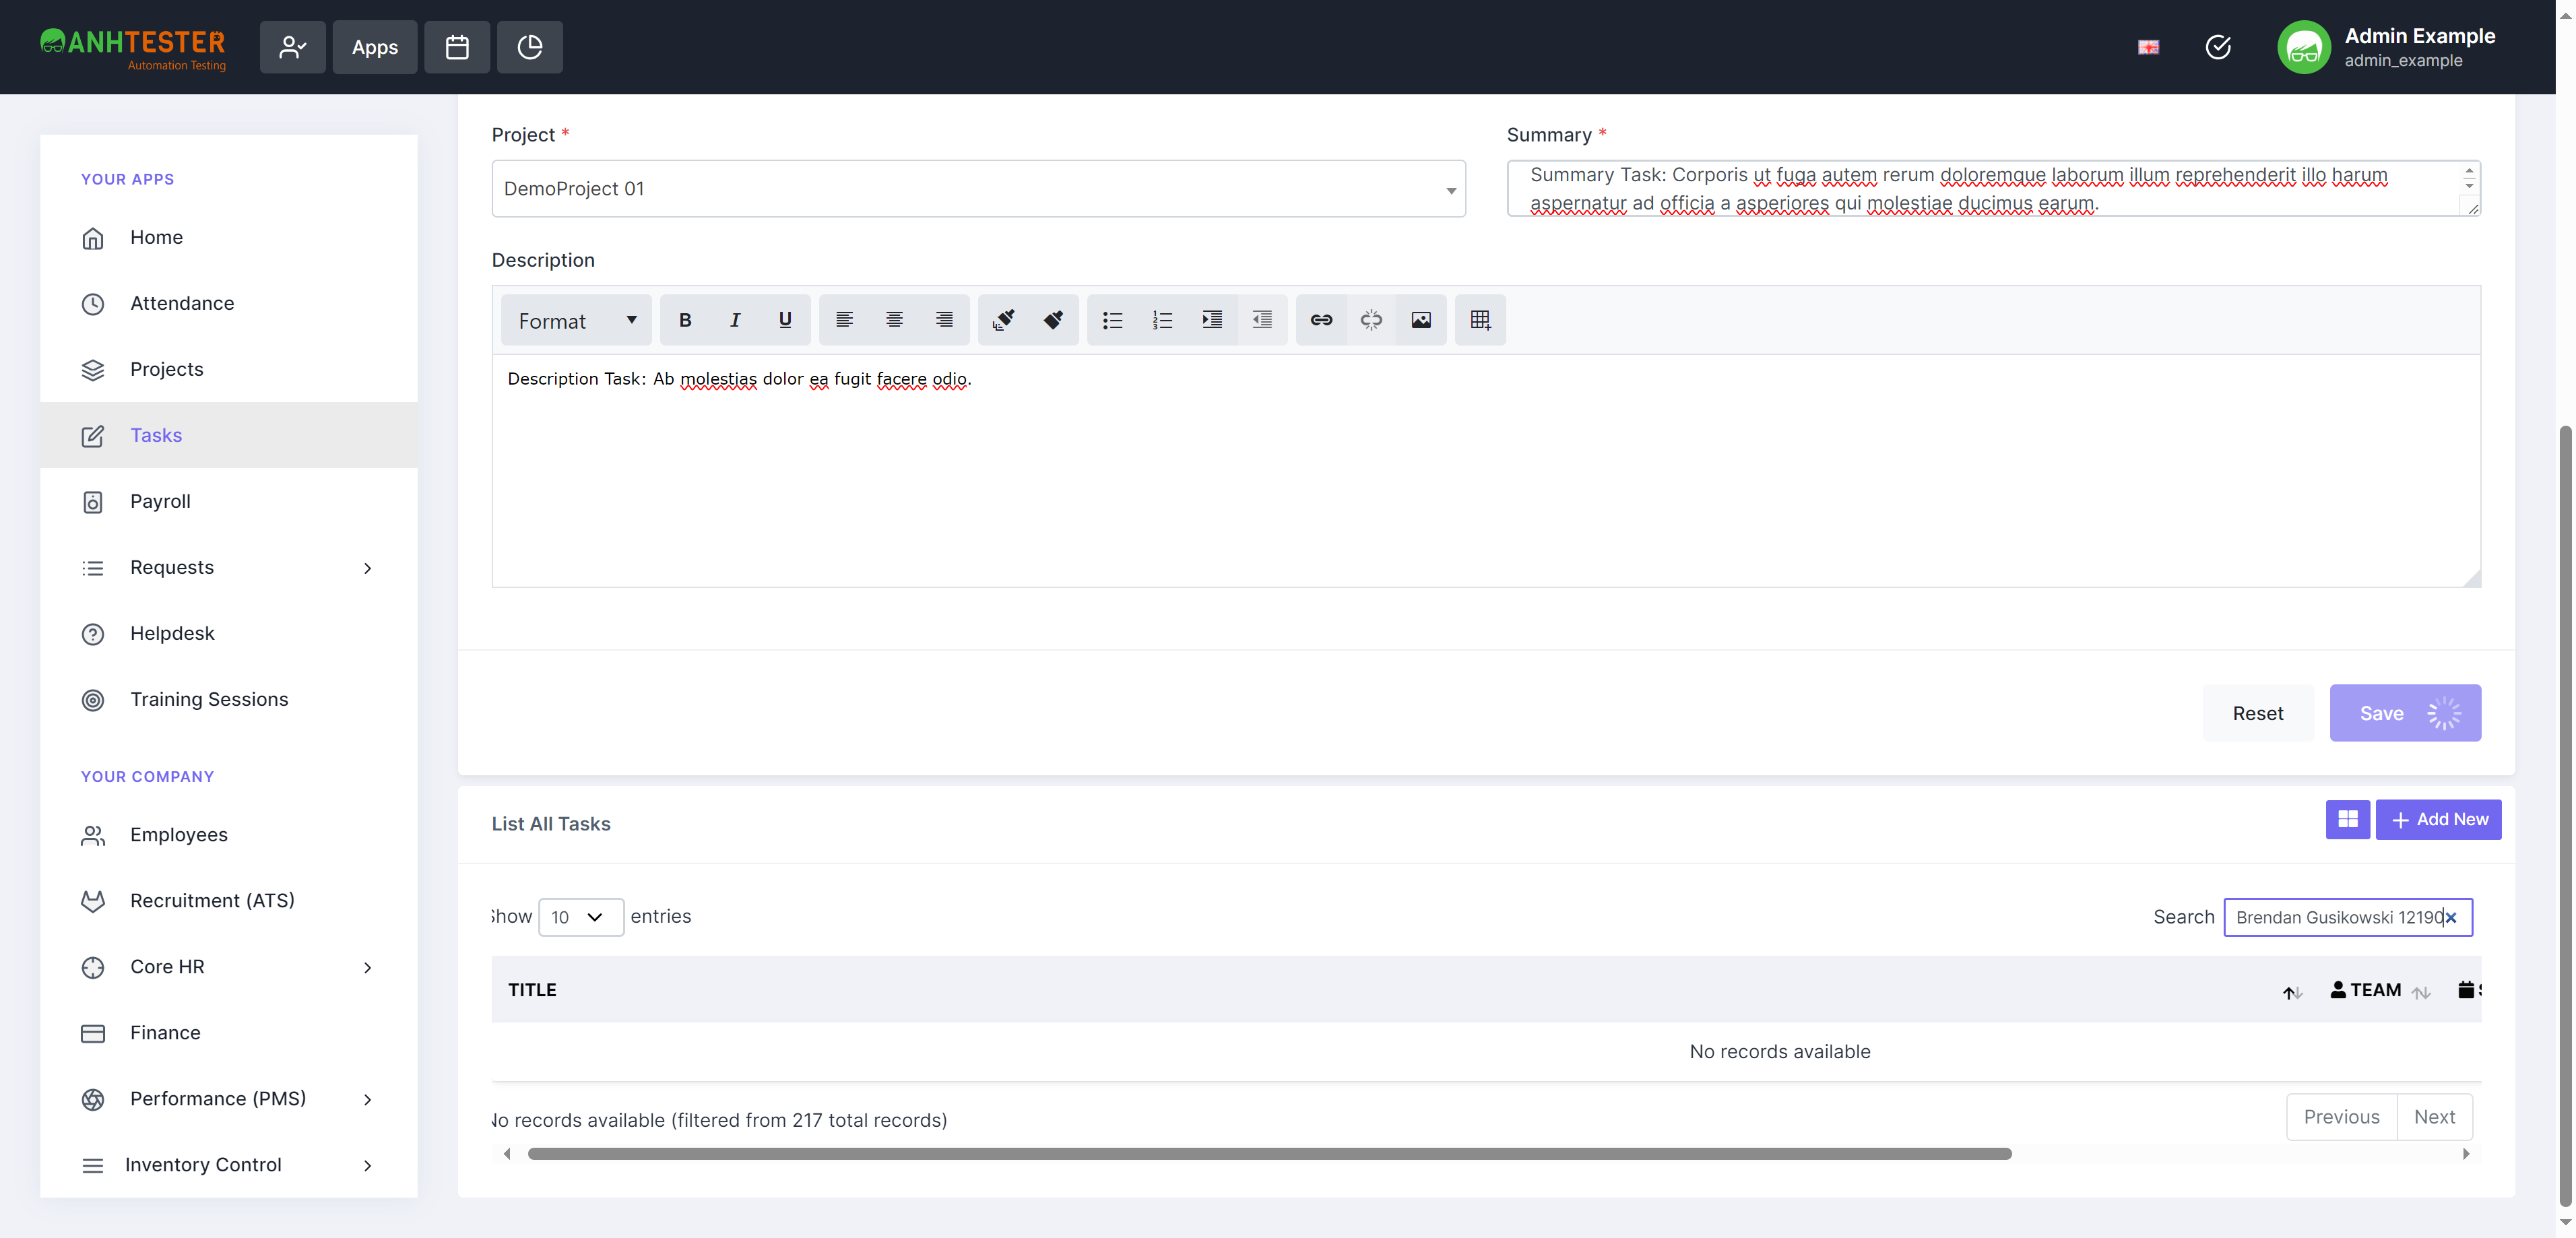 ANHTESTER
Automation Testing
Apps
Admin Example
admin_example
YOUR APPS
Home
Attendance
Projects
Tasks
Payroll
Requests
Helpdesk
Training Sessions
YOUR COMPANY
Employees
Recruitment (ATS)
Core HR
Finance
Performance (PMS)
Inventory Control
Project *
DemoProject 01
Summary *
Summary Task: Corporis ut fuga autem rerum doloremque laborum illum reprehenderit illo harum
aspernatur ad officia a asperiores qui molestiae ducimus earum.
Description
Format
B I U
Description Task: Ab molestias dolor ea fugit facere odio.
Reset
Save
List All Tasks
Add New
Show 10 entries
Search Brendan Gusikowski 12190
TITLE
TEAM
No records available
No records available (filtered from 217 total records)
Previous
Next